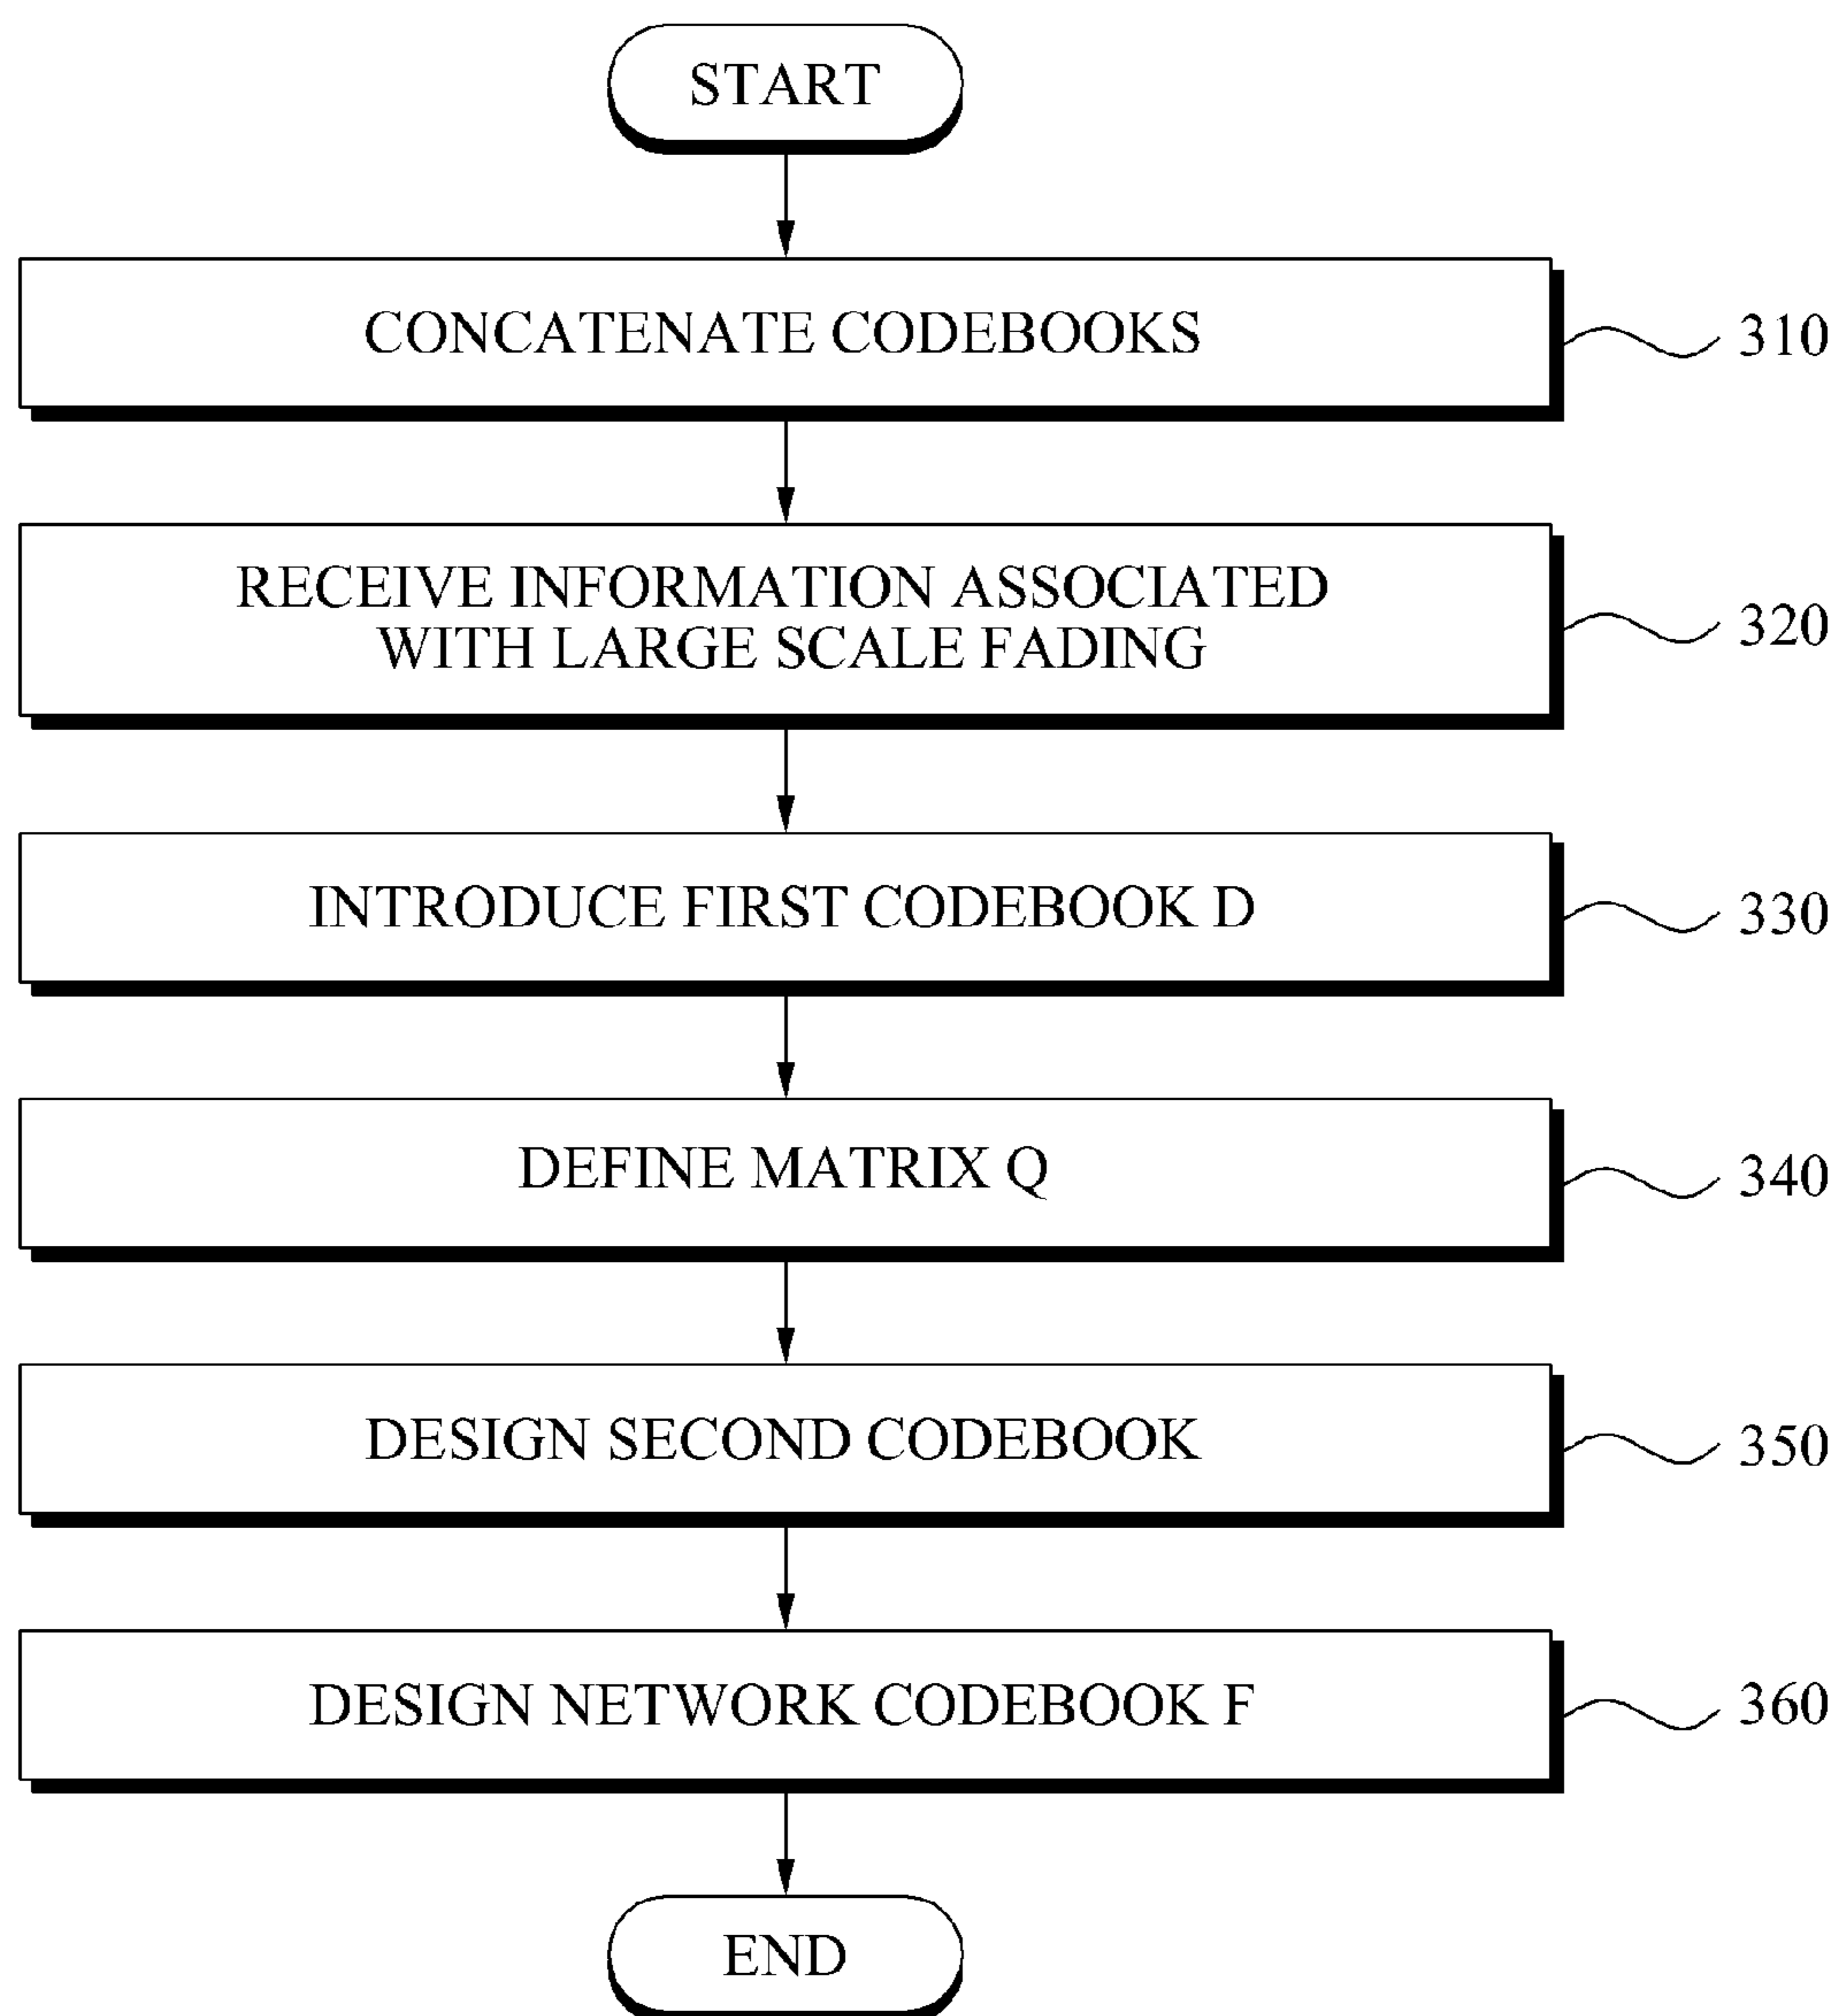 START
CONCATENATE CODEBOOKS
310
RECEIVE INFORMATION ASSOCIATED
WITH LARGE SCALE FADING
320
INTRODUCE FIRST CODEBOOK D
330
DEFINE MATRIX Q
340
DESIGN SECOND CODEBOOK
350
DESIGN NETWORK CODEBOOK F
360
END